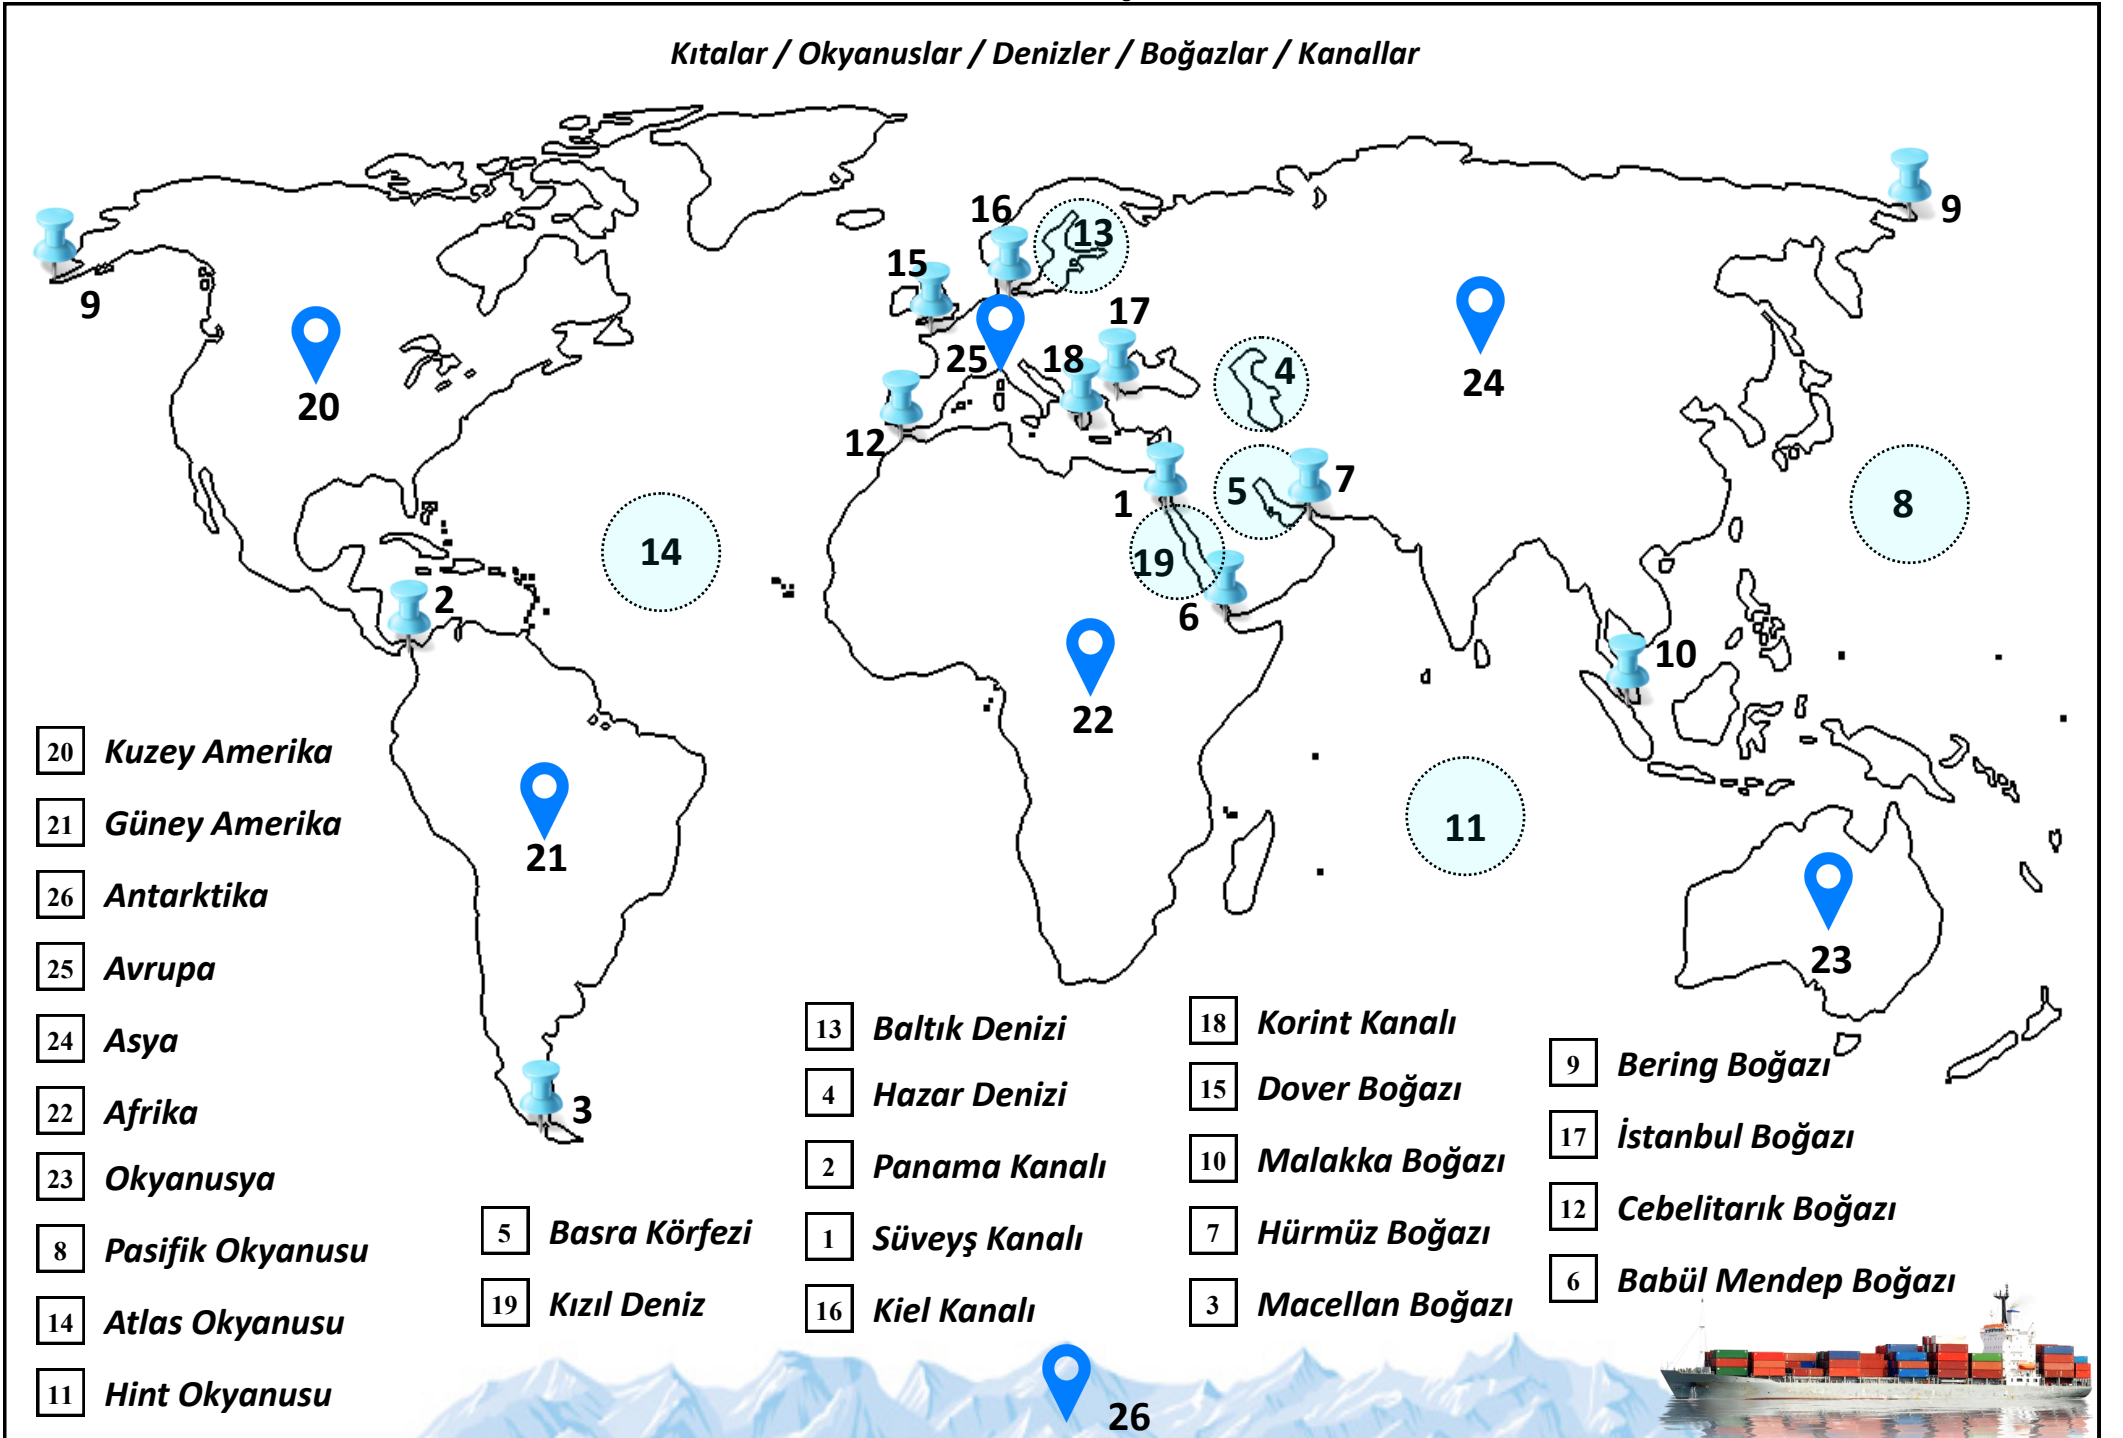 Kıtalar / Okyanuslar / Denizler / Boğazlar / Kanallar
9
16
13
9
15
17
20
25
18
4
24
12
14
1
5
7
8
19
2
6
10
22
21
11
23
3
26
20 Kuzey Amerika
21 Güney Amerika
26 Antarktika
25 Avrupa
24 Asya
22 Afrika
23 Okyanusya
8 Pasifik Okyanusu
14 Atlas Okyanusu
11 Hint Okyanusu
5 Basra Körfezi
19 Kızıl Deniz
13 Baltık Denizi
4 Hazar Denizi
2 Panama Kanalı
1 Süveyş Kanalı
16 Kiel Kanalı
18 Korint Kanalı
15 Dover Boğazı
10 Malakka Boğazı
7 Hürmüz Boğazı
3 Macellan Boğazı
9 Bering Boğazı
17 İstanbul Boğazı
12 Cebelitarık Boğazı
6 Babül Mendep Boğazı